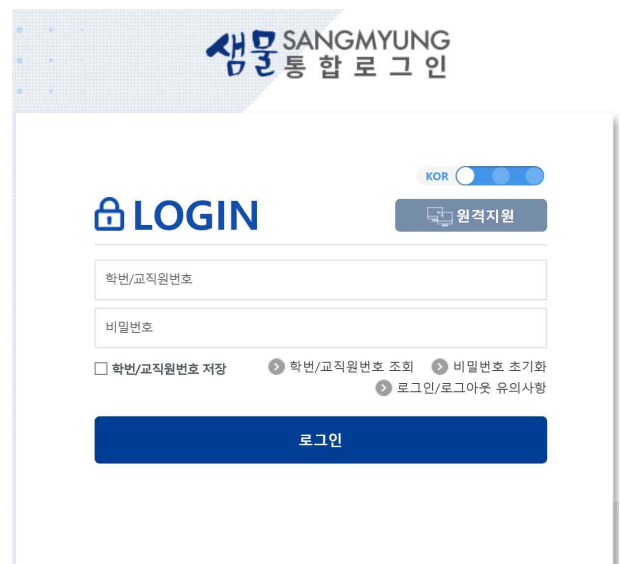 샘물 SANGMYUNG
통합로그인
KOR
LOGIN
원격지원
학번/교직원번호
비밀번호
학번/교직원번호 저장
학번/교직원번호 조회
비밀번호 초기화
로그인/로그아웃 유의사항
로그인